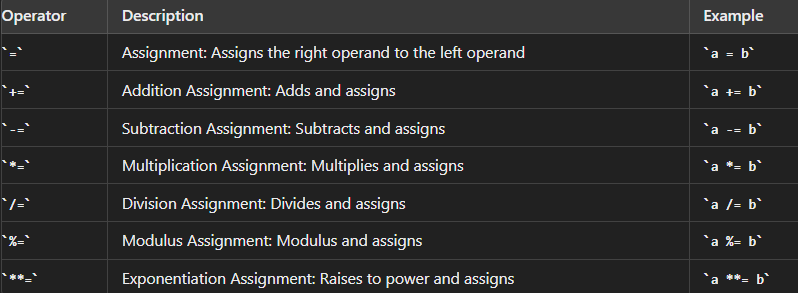 Operator Description Example
`=` Assignment: Assigns the right operand to the left operand `a = b`
`+=` Addition Assignment: Adds and assigns `a += b`
`-=` Subtraction Assignment: Subtracts and assigns `a -= b`
`*=` Multiplication Assignment: Multiplies and assigns `a *= b`
`/=` Division Assignment: Divides and assigns `a /= b`
`%=` Modulus Assignment: Modulus and assigns `a %= b`
`**=` Exponentiation Assignment: Raises to power and assigns `a **= b`